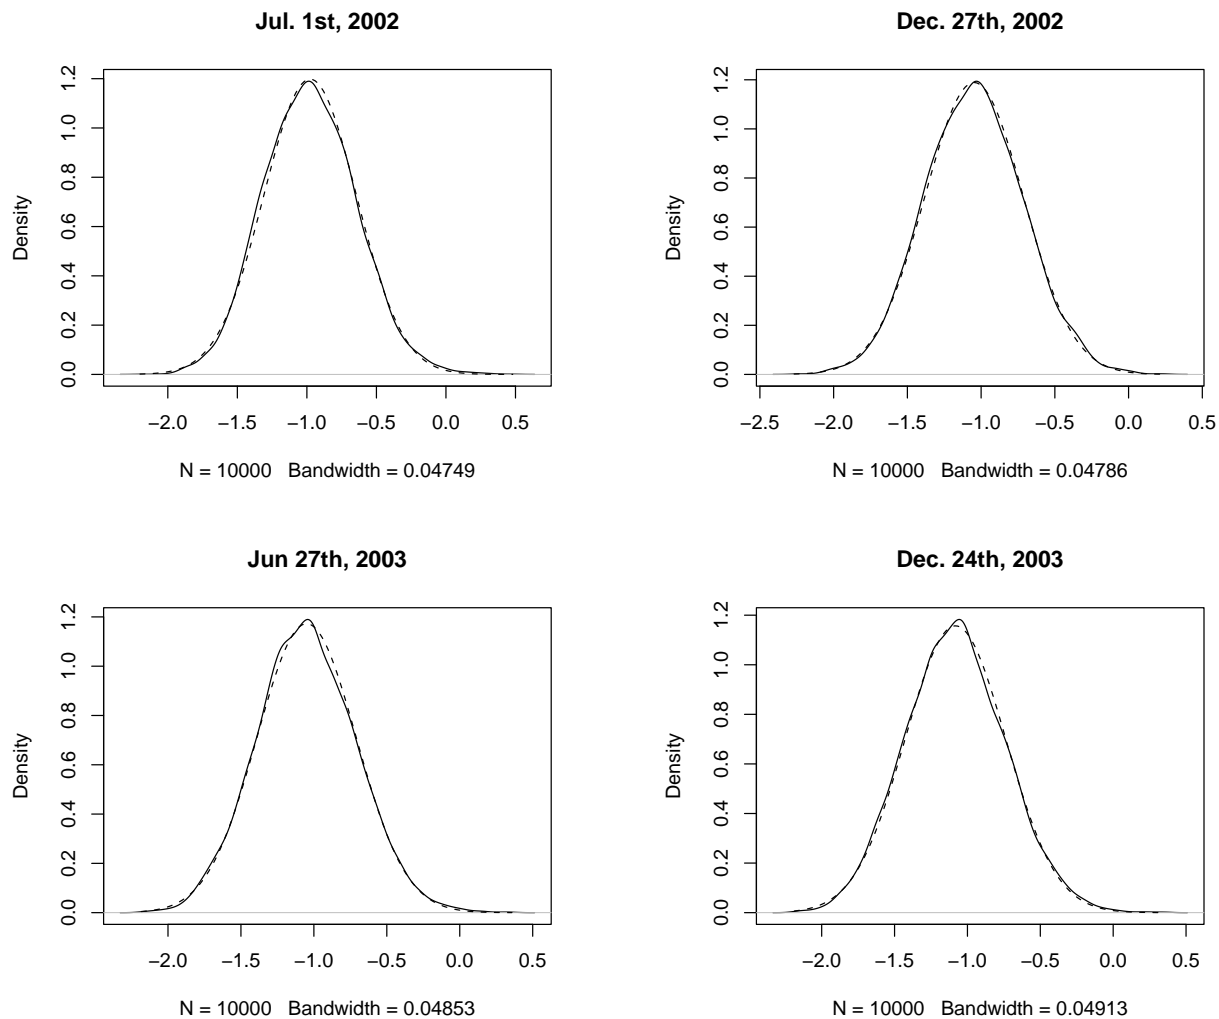 Jul. 1st, 2002
Density
0.0 0.2 0.4 0.6 0.8 1.0 1.2
−2.0 −1.5 −1.0 −0.5 0.0 0.5
N = 10000 Bandwidth = 0.04749
Dec. 27th, 2002
Density
0.0 0.2 0.4 0.6 0.8 1.0 1.2
−2.5 −2.0 −1.5 −1.0 −0.5 0.0 0.5
N = 10000 Bandwidth = 0.04786
Jun 27th, 2003
Density
0.0 0.2 0.4 0.6 0.8 1.0 1.2
−2.0 −1.5 −1.0 −0.5 0.0 0.5
N = 10000 Bandwidth = 0.04853
Dec. 24th, 2003
Density
0.0 0.2 0.4 0.6 0.8 1.0 1.2
−2.0 −1.5 −1.0 −0.5 0.0 0.5
N = 10000 Bandwidth = 0.04913